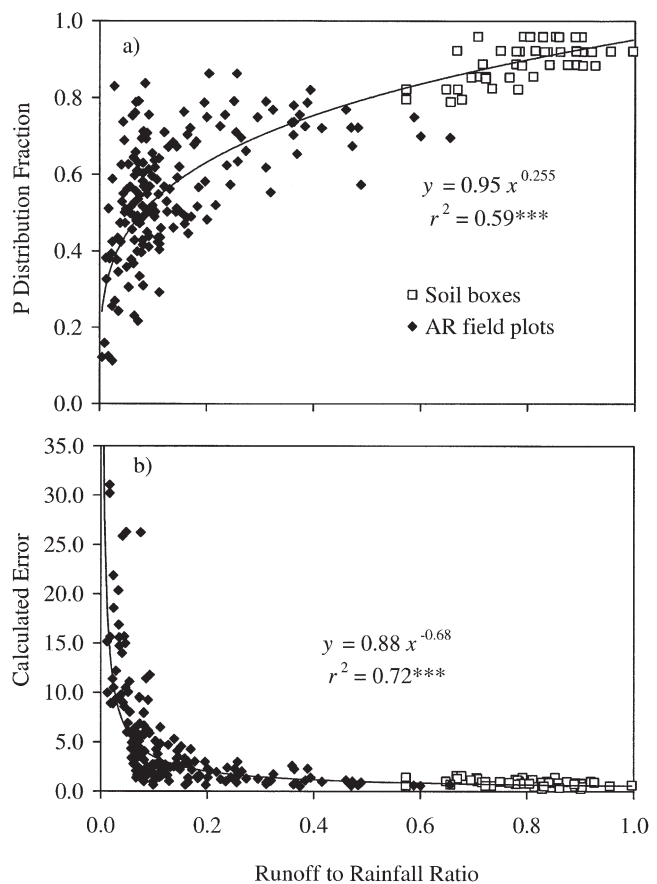 a)
1.0
0.8
0.6
0.4
0.2
0.0
P Distribution Fraction
y = 0.95 x^0.255
r^2 = 0.59***
Soil boxes
AR field plots
b)
35.0
30.0
25.0
20.0
15.0
10.0
5.0
0.0
Calculated Error
y = 0.88 x^-0.68
r^2 = 0.72***
0.0 0.2 0.4 0.6 0.8 1.0
Runoff to Rainfall Ratio